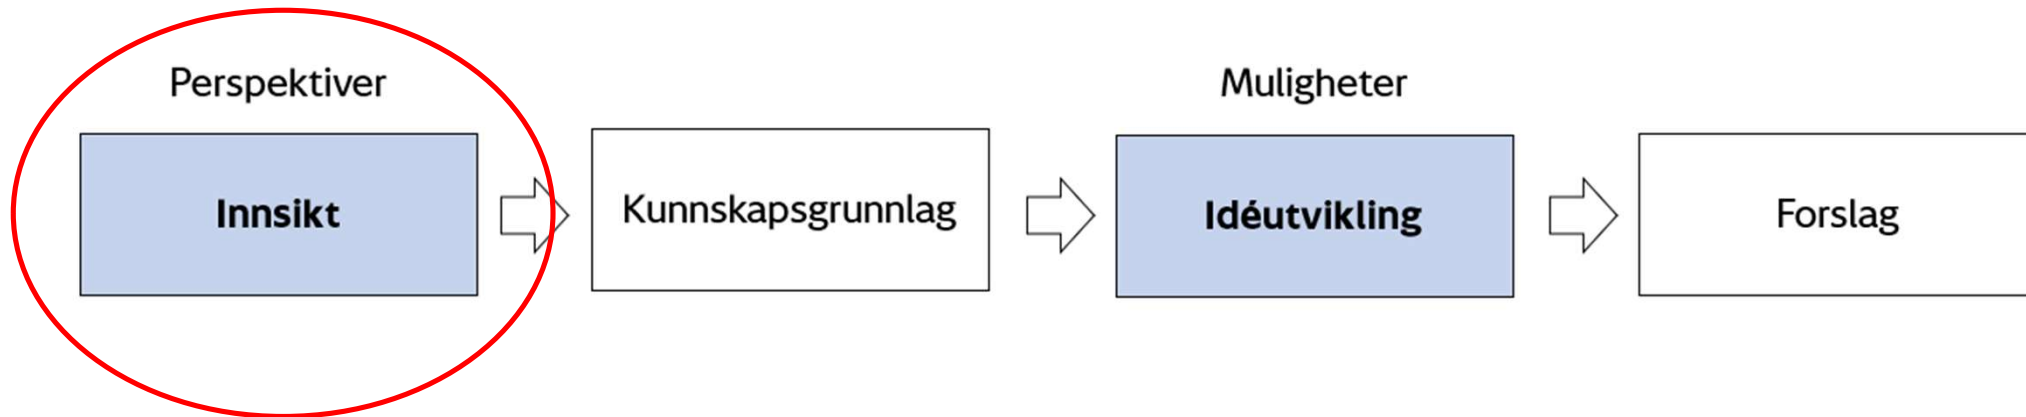 Perspektiver
Innsikt
Kunnskapsgrunnlag
Muligheter
Idéutvikling
Forslag